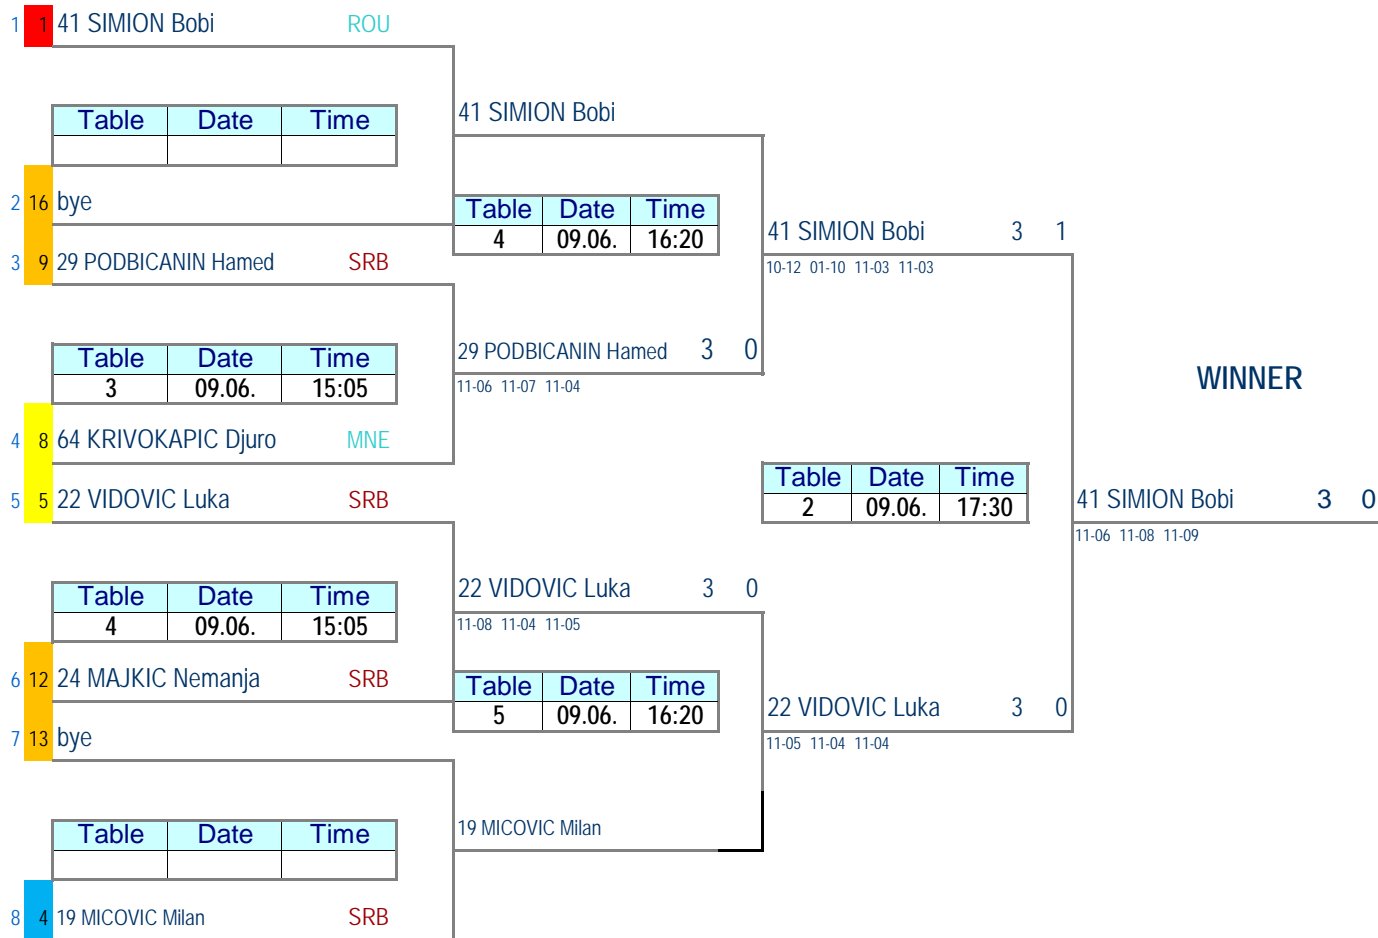 1 1 41 SIMION Bobi ROU
Table Date Time
41 SIMION Bobi
2 16 bye
Table Date Time
4 09.06. 16:20
41 SIMION Bobi 3 1
3 9 29 PODBICANIN Hamed SRB
10-12 01-10 11-03 11-03
Table Date Time
3 09.06. 15:05
29 PODBICANIN Hamed 3 0
11-06 11-07 11-04
WINNER
4 8 64 KRIVOKAPIC Djuro MNE
Table Date Time
2 09.06. 17:30
5 5 22 VIDOVIC Luka SRB
41 SIMION Bobi 3 0
11-06 11-08 11-09
Table Date Time
4 09.06. 15:05
22 VIDOVIC Luka 3 0
11-08 11-04 11-05
6 12 24 MAJKIC Nemanja SRB
Table Date Time
5 09.06. 16:20
22 VIDOVIC Luka 3 0
7 13 bye
11-05 11-04 11-04
Table Date Time
19 MICOVIC Milan
8 4 19 MICOVIC Milan SRB